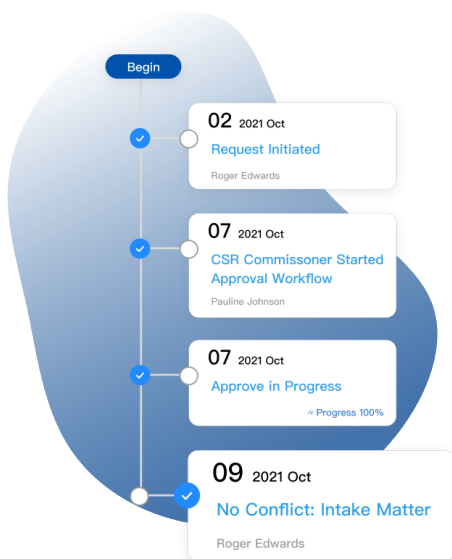 Begin
02 2021 Oct
Request Initiated
Roger Edwards
07 2021 Oct
CSR Commissoner Started
Approval Workflow
Pauline Johnson
07 2021 Oct
Approve in Progress
Progress 100%
09 2021 Oct
No Conflict: Intake Matter
Roger Edwards